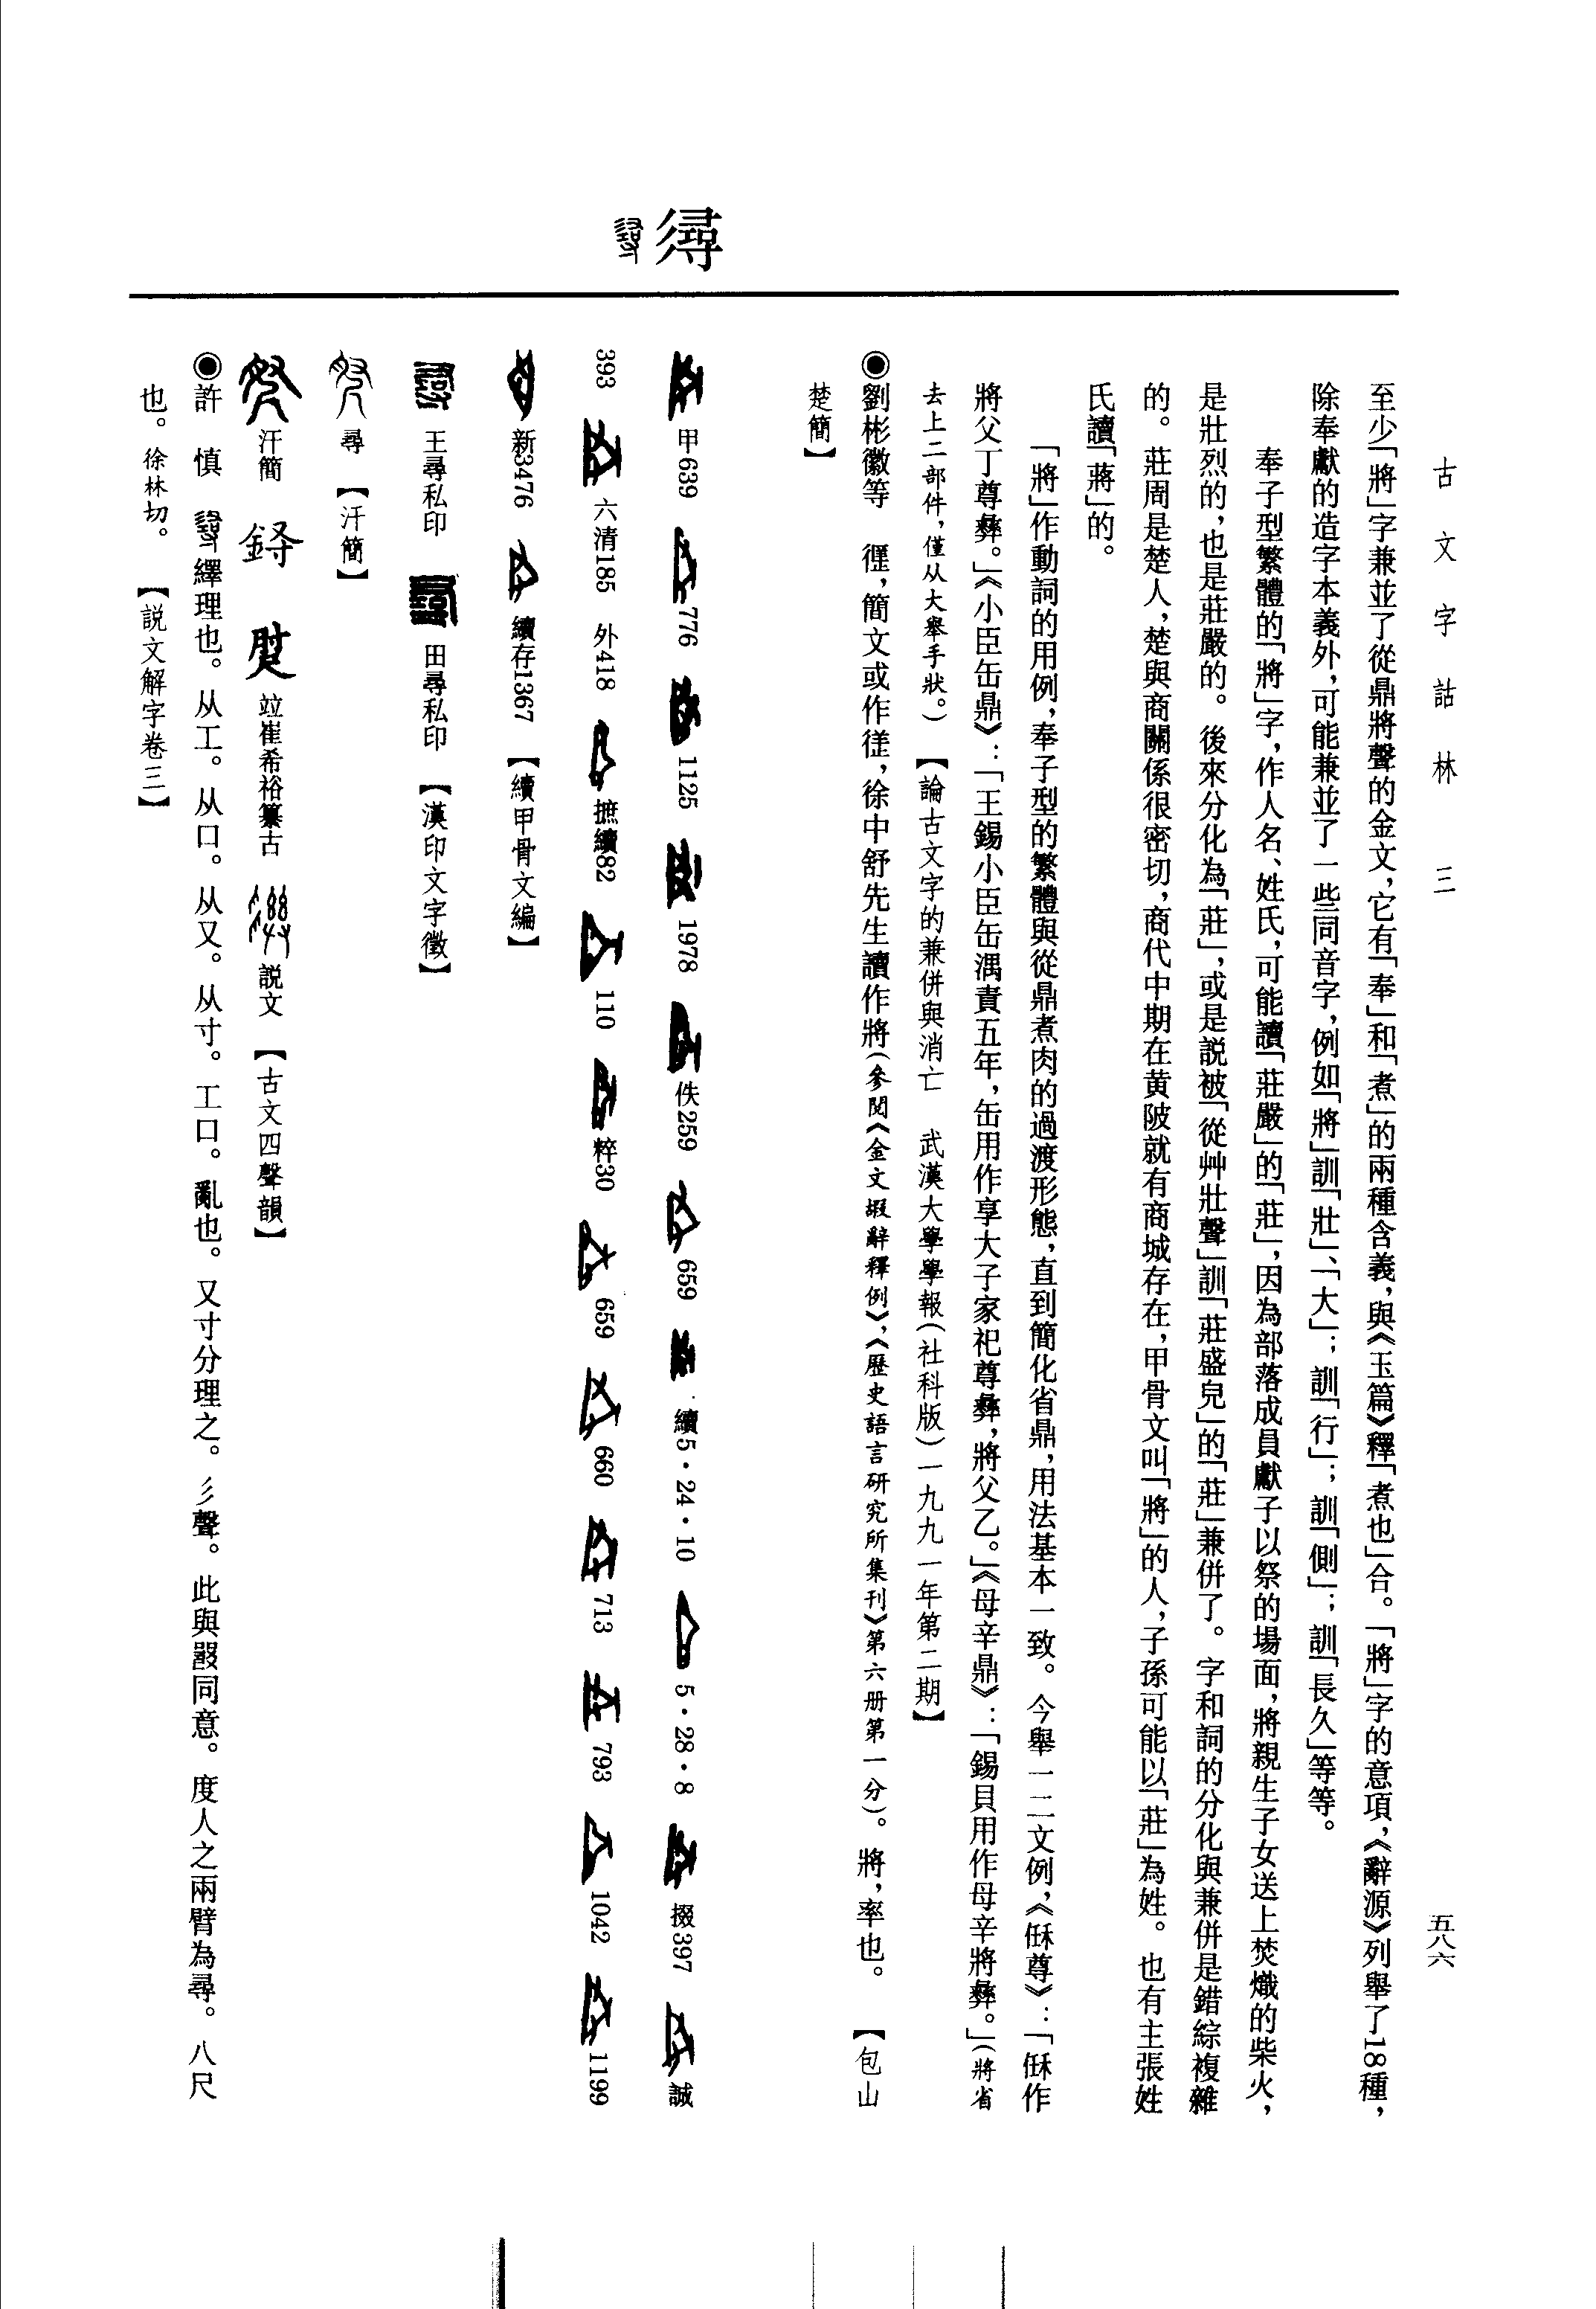 古文字詁林 三
五八六
至少「將」字兼並了從鼎將聲的金文，它有「奉」和「煮」的兩種含義，與《玉篇》釋「煮也」合。「將」字的意項，《辭源》列舉了18種，
除奉獻的造字本義外，可能兼並了一些同音字，例如「將」訓「壯」、「大」；訓「行」；訓「側」；訓「長久」等等。
奉子型繁體的「將」字，作人名、姓氏，可能讀「莊嚴」的「莊」，因為部落成員獻子以祭的場面，將親生子女送上焚熾的柴火，
是壯烈的，也是莊嚴的。後來分化為「莊」，或是説被「從艸壯聲」訓「莊盛皃」的「莊」兼併了。字和詞的分化與兼併是錯綜複雜
的。莊周是楚人，楚與商關係很密切，商代中期在黄陂就有商城存在，甲骨文叫「將」的人，子孫可能以「莊」為姓。也有主張姓
氏讀「蔣」的。
「將」作動詞的用例，奉子型的繁體與從鼎煮肉的過渡形態，直到簡化省鼎，用法基本一致。今舉一二文例，《尊》：「作
將父丁尊彝。」《小臣缶鼎》：「王錫小臣缶渪責五年，缶用作享大子家祀尊彝，將父乙。」《母辛鼎》：「錫貝用作母辛將彝。」（將省
去上二部件，僅从大舉手狀。）　【論古文字的兼併與消亡　武漢大學學報（社科版）一九九一年第二期】
◉劉彬徽等　，簡文或作，徐中舒先生讀作將（參閱《金文嘏辭釋例》，《歷史語言研究所集刊》第六册第一分）。將，率也。　【包山
楚簡】
尋
甲639　776　1125　1978　佚259　659　續5·24·10　5·28·8　掇397　誠
393　六清185　外418　摭續82　110　粹30　659　660　713　793　1042　1199
新3476　續存1367　【續甲骨文編】
王尋私印　田尋私印　【漢印文字徵】
尋　【汗簡】
汗簡　竝崔希裕纂古　説文　【古文四聲韻】
◉許　慎　繹理也。从工。从口。从又。从寸。工口。亂也。又寸分理之。彡聲。此與同意。度人之兩臂為尋。八尺
也。徐林切。　【説文解字卷三】